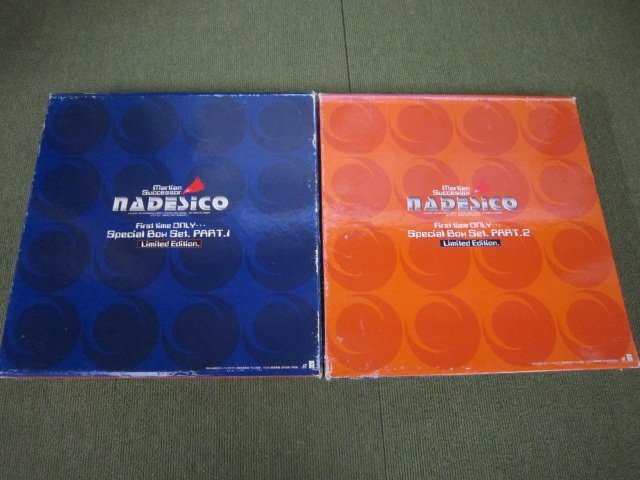 Martian
Successor
NADESICO
First time ONLY...
Special Box Set. PART.1
Limited Edition.
Martian
Successor
NADESICO
First time ONLY...
Special Box Set. PART.2
Limited Edition.